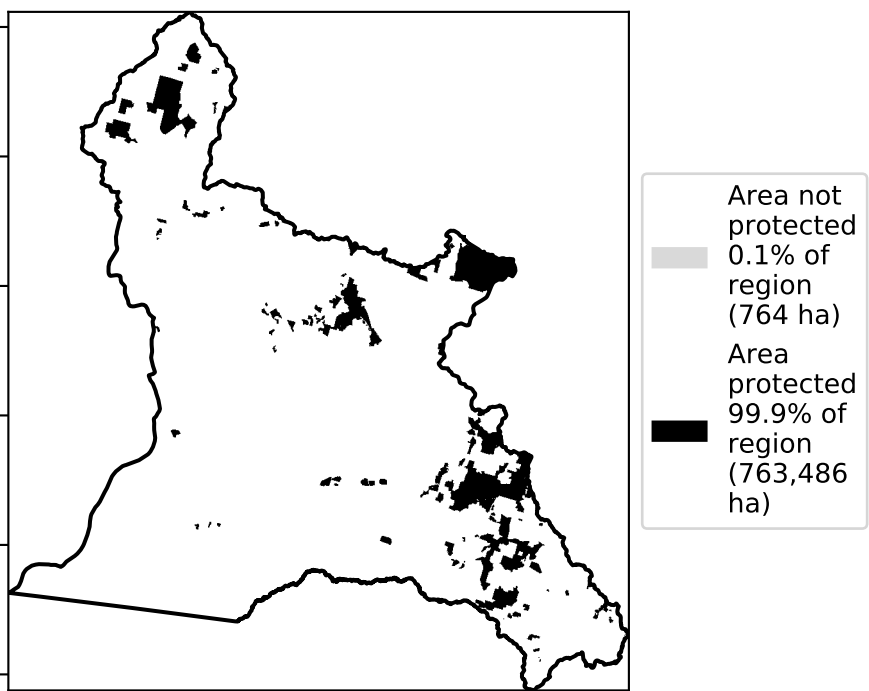 Area not
protected
0.1% of
region
(764 ha)
Area
protected
99.9% of
region
(763,486
ha)